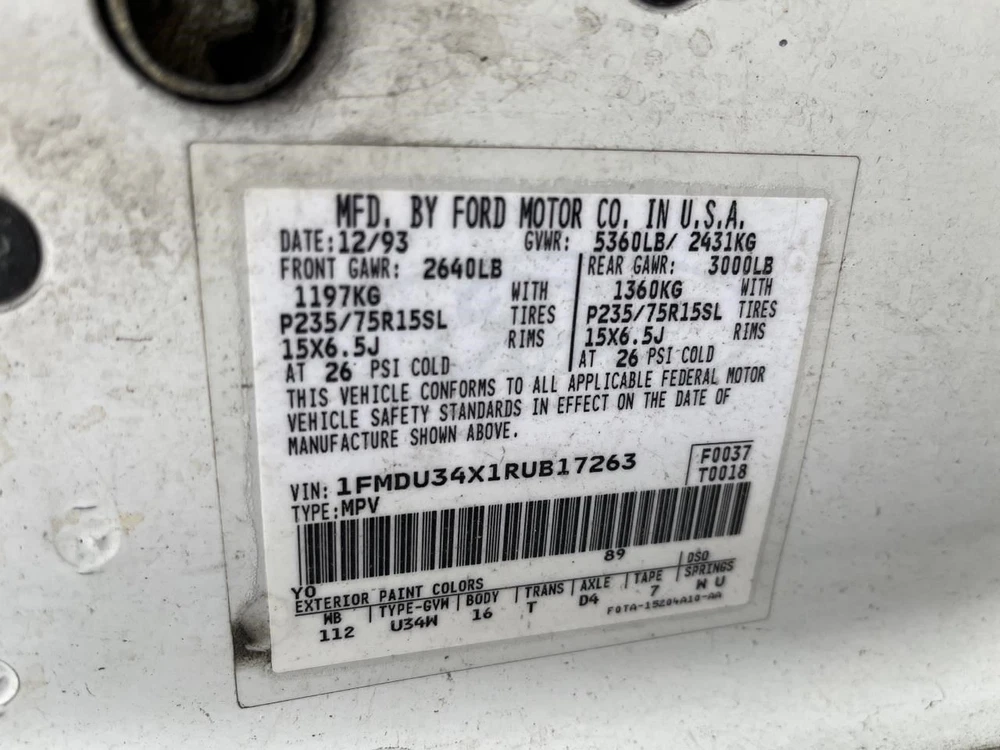 MFD. BY FORD MOTOR CO. IN U.S.A.
DATE: 12/93 GVWR: 5360LB/ 2431KG
FRONT GAWR: 2640LB REAR GAWR: 3000LB
1197KG WITH 1360KG WITH
P235/75R15SL TIRES P235/75R15SL TIRES
15X6.5J RIMS 15X6.5J RIMS
AT 26 PSI COLD AT 26 PSI COLD
THIS VEHICLE CONFORMS TO ALL APPLICABLE FEDERAL MOTOR
VEHICLE SAFETY STANDARDS IN EFFECT ON THE DATE OF
MANUFACTURE SHOWN ABOVE.
F0037
VIN: 1FMDU34X1RUB17263 T0018
TYPE: MPV
89
YO DSO
EXTERIOR PAINT COLORS
WB TYPE-GVW BODY TRANS AXLE TAPE SPRINGS
112 U34W 16 T D4 7 W U
F0TA-15204A10-AA